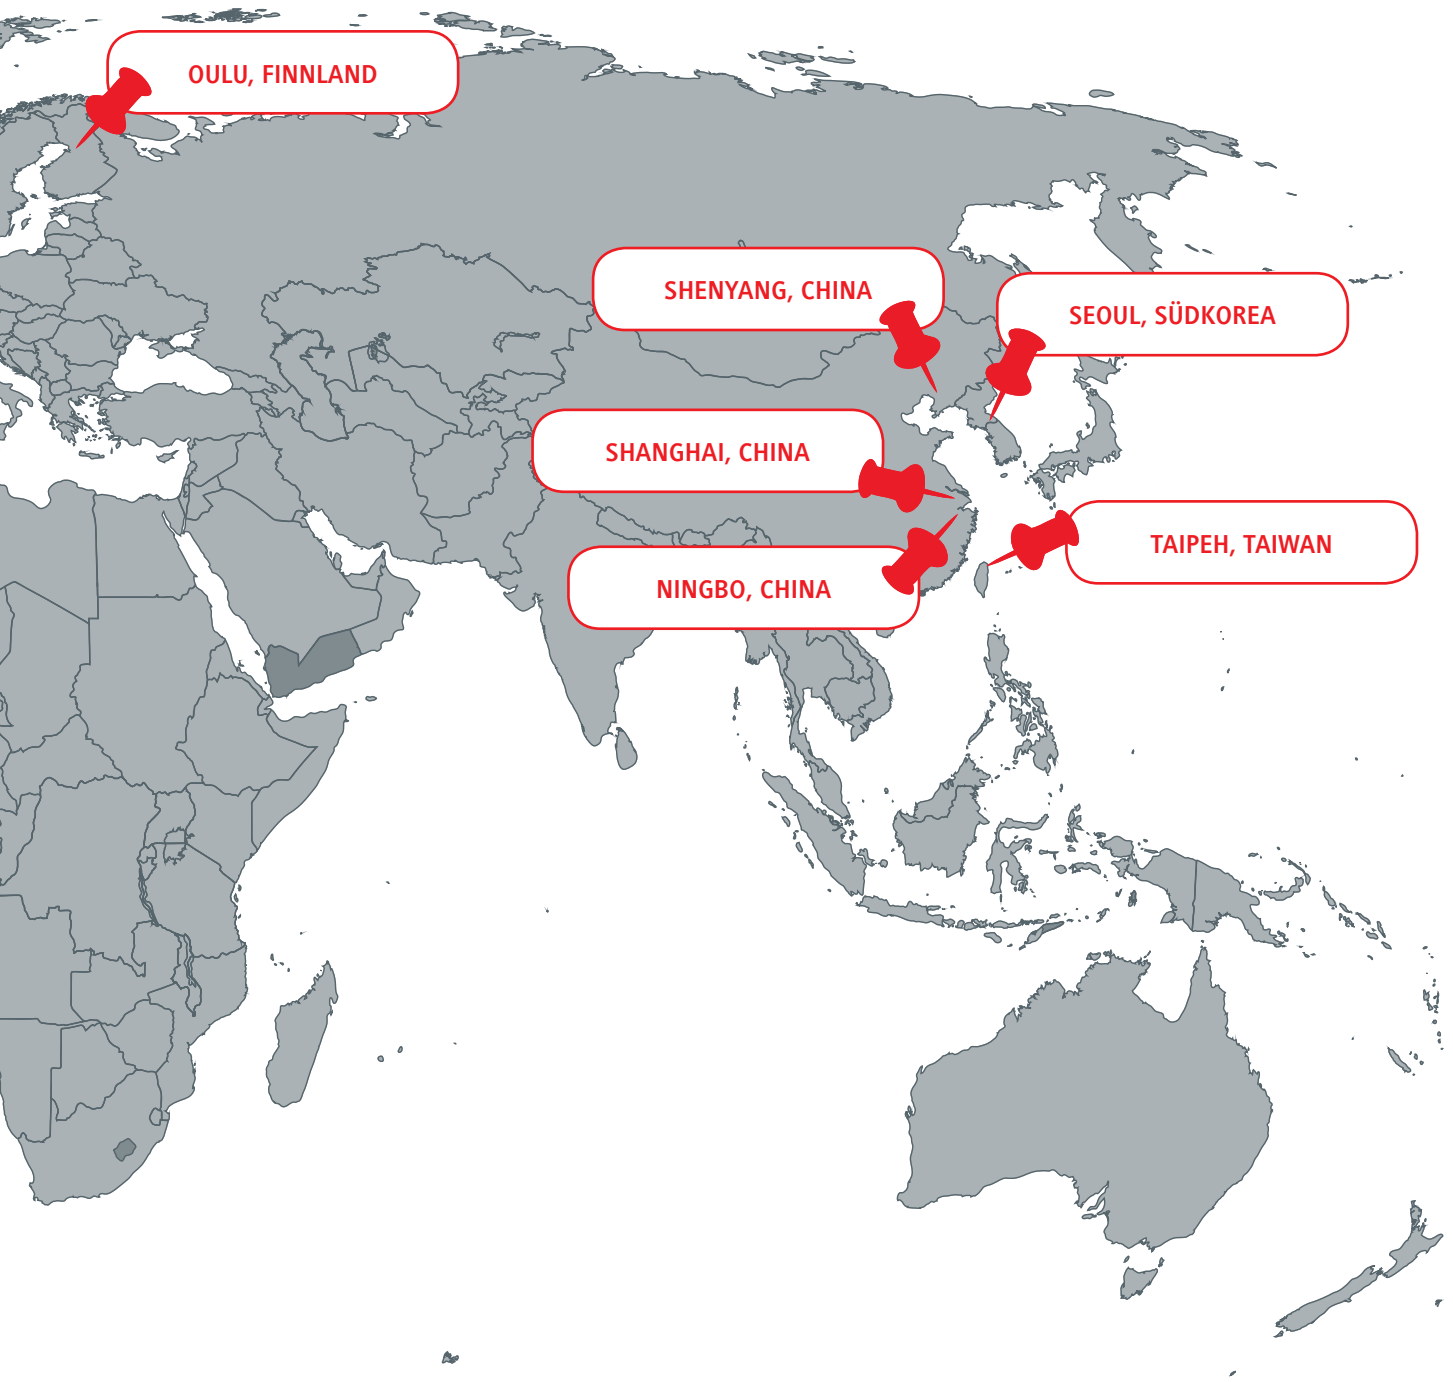 OULU, FINNLAND
SHENYANG, CHINA
SEOUL, SÜDKOREA
SHANGHAI, CHINA
TAIPEH, TAIWAN
NINGBO, CHINA